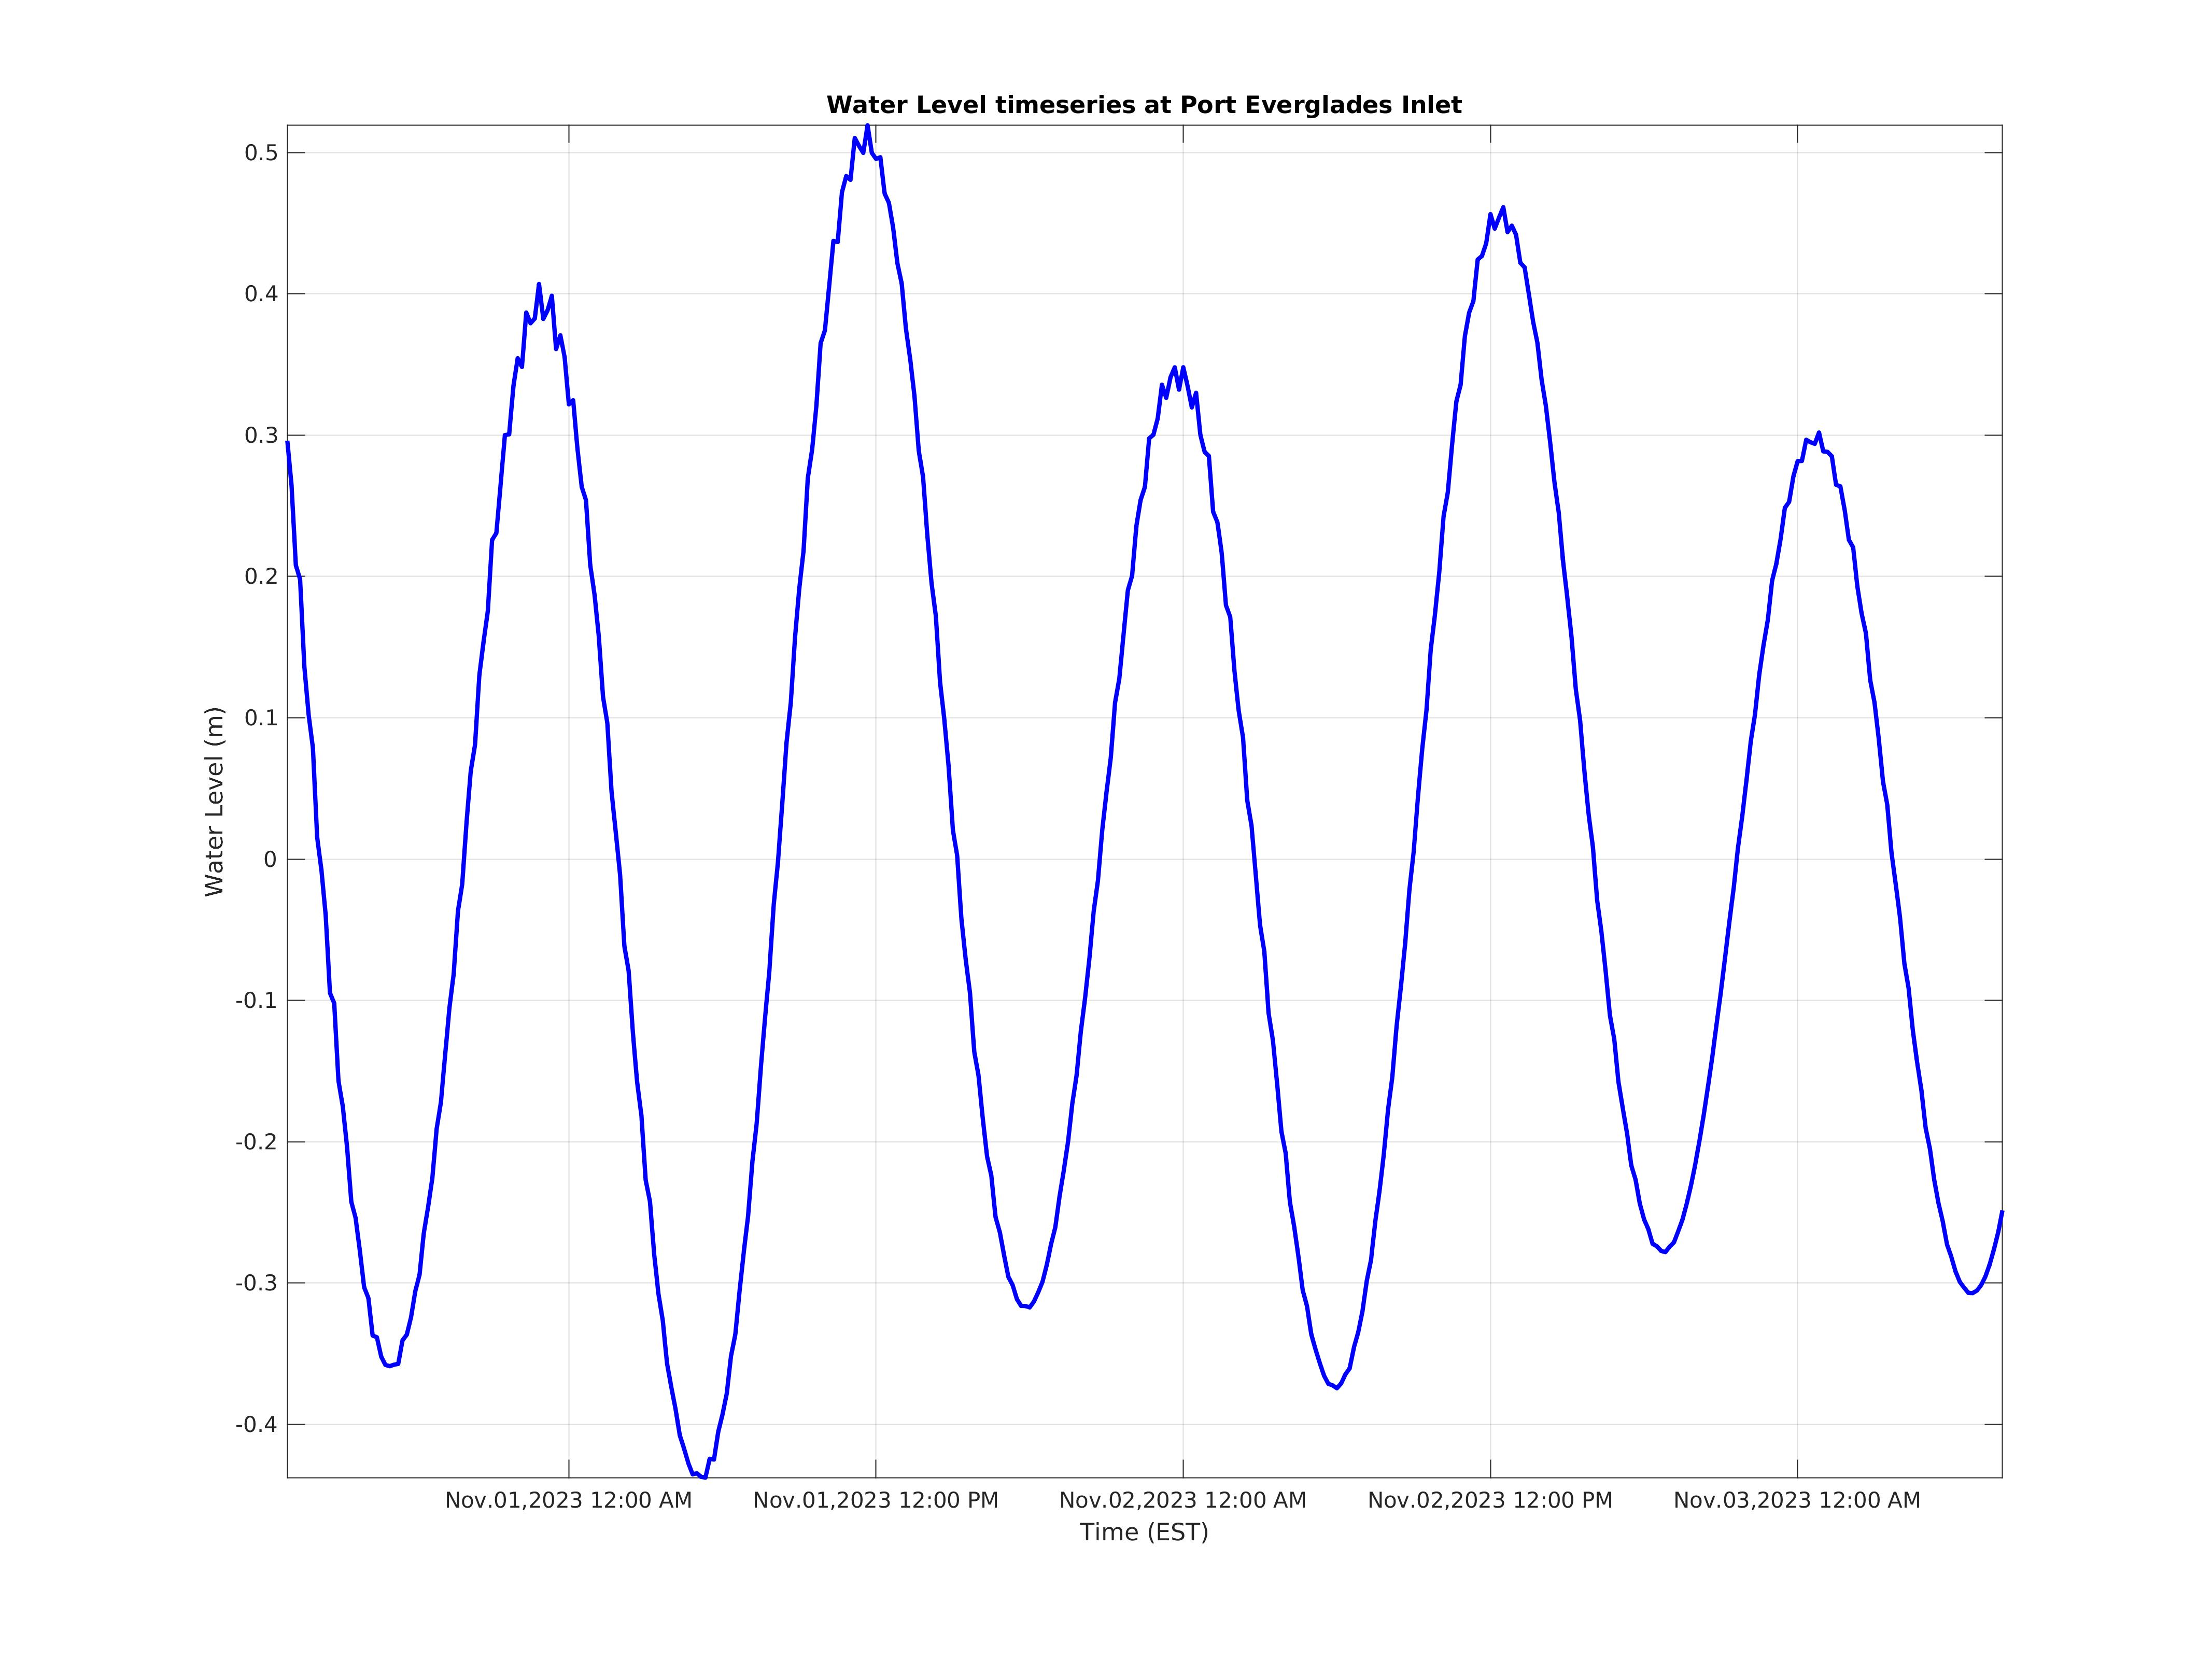 Water Level timeseries at Port Everglades Inlet
0.5
0.4
0.3
0.2
0.1
0
-0.1
-0.2
-0.3
-0.4
Water Level (m)
Nov.01,2023 12:00 AM Nov.01,2023 12:00 PM Nov.02,2023 12:00 AM Nov.02,2023 12:00 PM Nov.03,2023 12:00 AM
Time (EST)